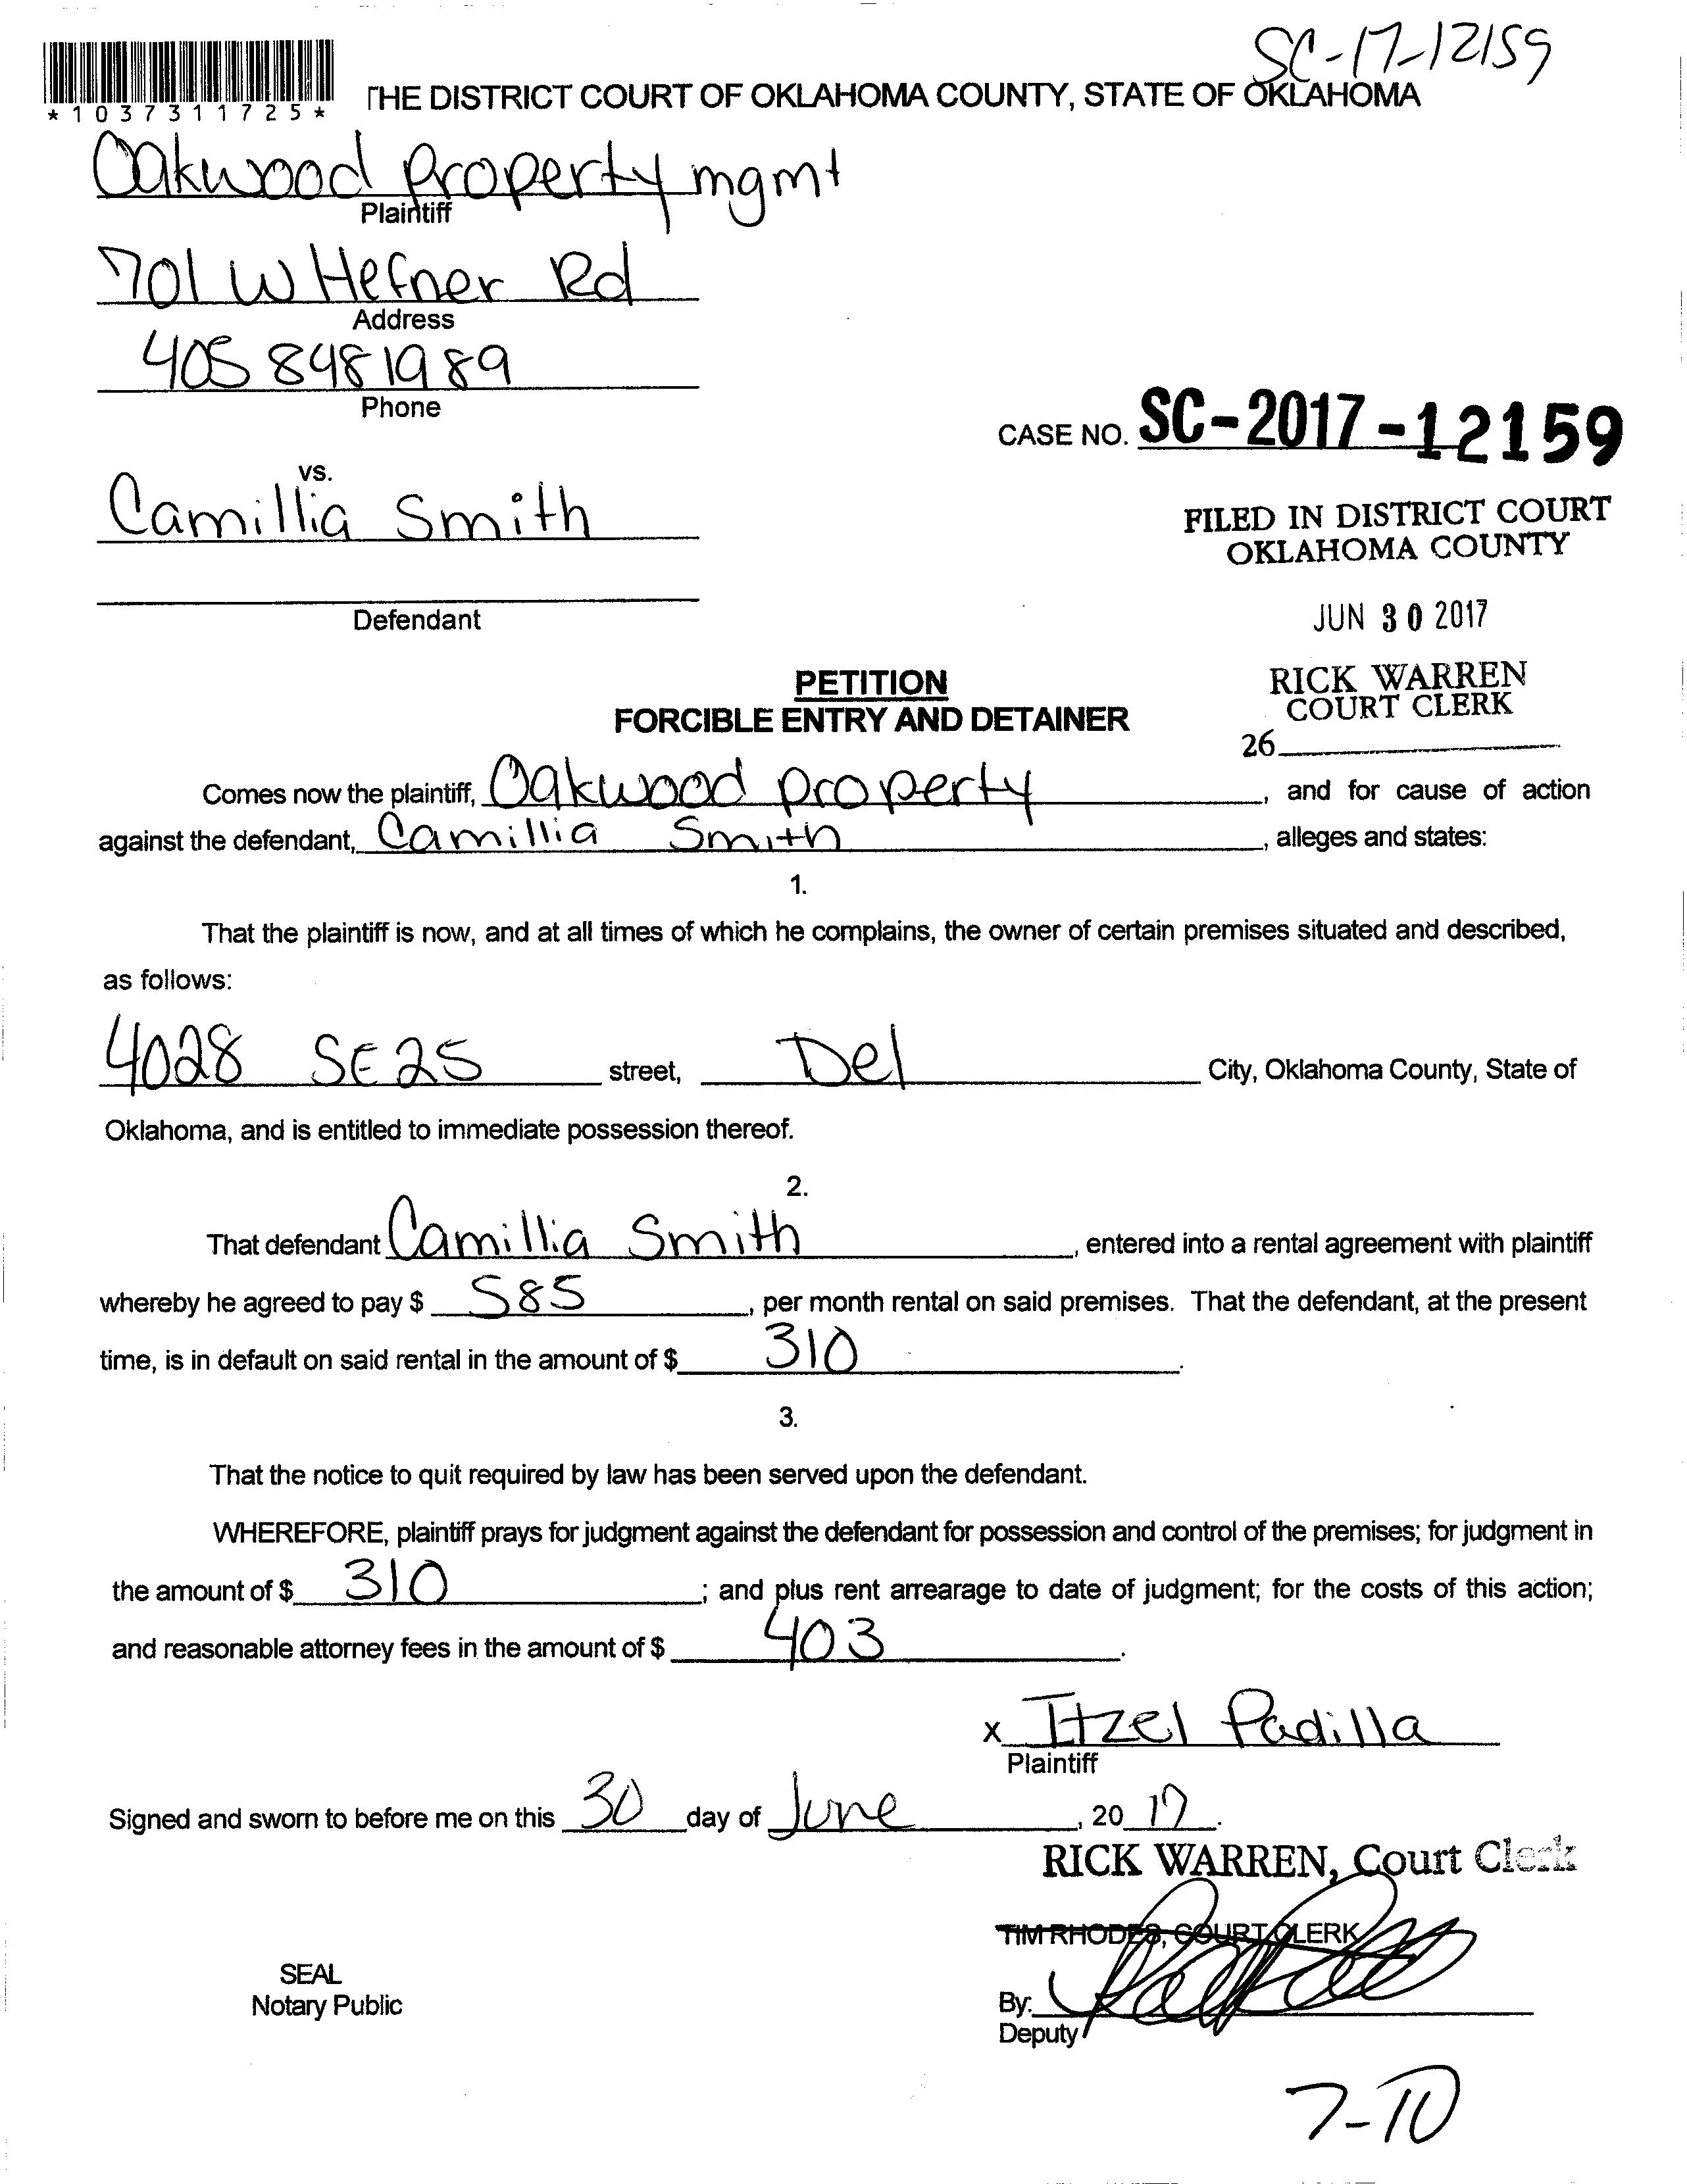 SC-17-12159
*1037311725*
THE DISTRICT COURT OF OKLAHOMA COUNTY, STATE OF OKLAHOMA
Oakwood Property mgmt
Plaintiff
701 W Hefner Rd
Address
405 8481989
Phone
CASE NO. SC-2017-12159
vs.
Camillia Smith
FILED IN DISTRICT COURT
OKLAHOMA COUNTY
Defendant
JUN 30 2017
PETITION
FORCIBLE ENTRY AND DETAINER
RICK WARREN
COURT CLERK
26
Comes now the plaintiff, Oakwood property, and for cause of action
against the defendant, Camillia Smith, alleges and states:
1.
That the plaintiff is now, and at all times of which he complains, the owner of certain premises situated and described,
as follows:
4028 SE 25 street, Del City, Oklahoma County, State of
Oklahoma, and is entitled to immediate possession thereof.
2.
That defendant Camillia Smith, entered into a rental agreement with plaintiff
whereby he agreed to pay $ 585, per month rental on said premises. That the defendant, at the present
time, is in default on said rental in the amount of $ 310.
3.
That the notice to quit required by law has been served upon the defendant.
WHEREFORE, plaintiff prays for judgment against the defendant for possession and control of the premises; for judgment in
the amount of $ 310; and plus rent arrearage to date of judgment; for the costs of this action;
and reasonable attorney fees in the amount of $ 403.
x Itzel Padilla
Plaintiff
Signed and sworn to before me on this 30 day of June, 20 17.
RICK WARREN, Court Clerk
TIM RHODES, COURT CLERK
SEAL
Notary Public
By:
Deputy
7-10